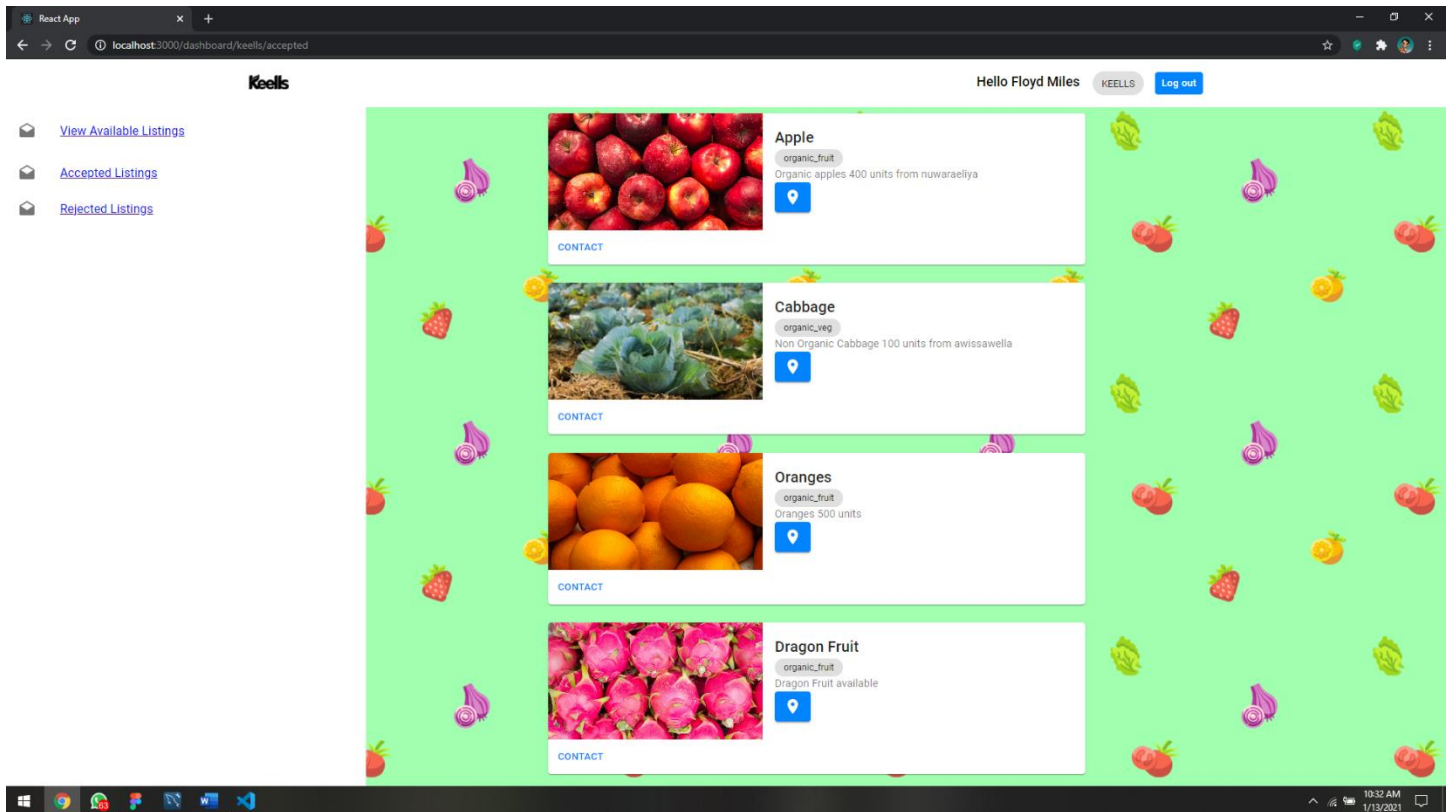 React App
localhost:3000/dashboard/keells/accepted
Keells
Hello Floyd Miles
KEELLS
Log out
View Available Listings
Accepted Listings
Rejected Listings
Apple
organic_fruit
Organic apples 400 units from nuwaraeliya
CONTACT
Cabbage
organic_veg
Non Organic Cabbage 100 units from awissawella
CONTACT
Oranges
organic_fruit
Oranges 500 units
CONTACT
Dragon Fruit
organic_fruit
Dragon Fruit available
CONTACT
63
10:32 AM
1/13/2021